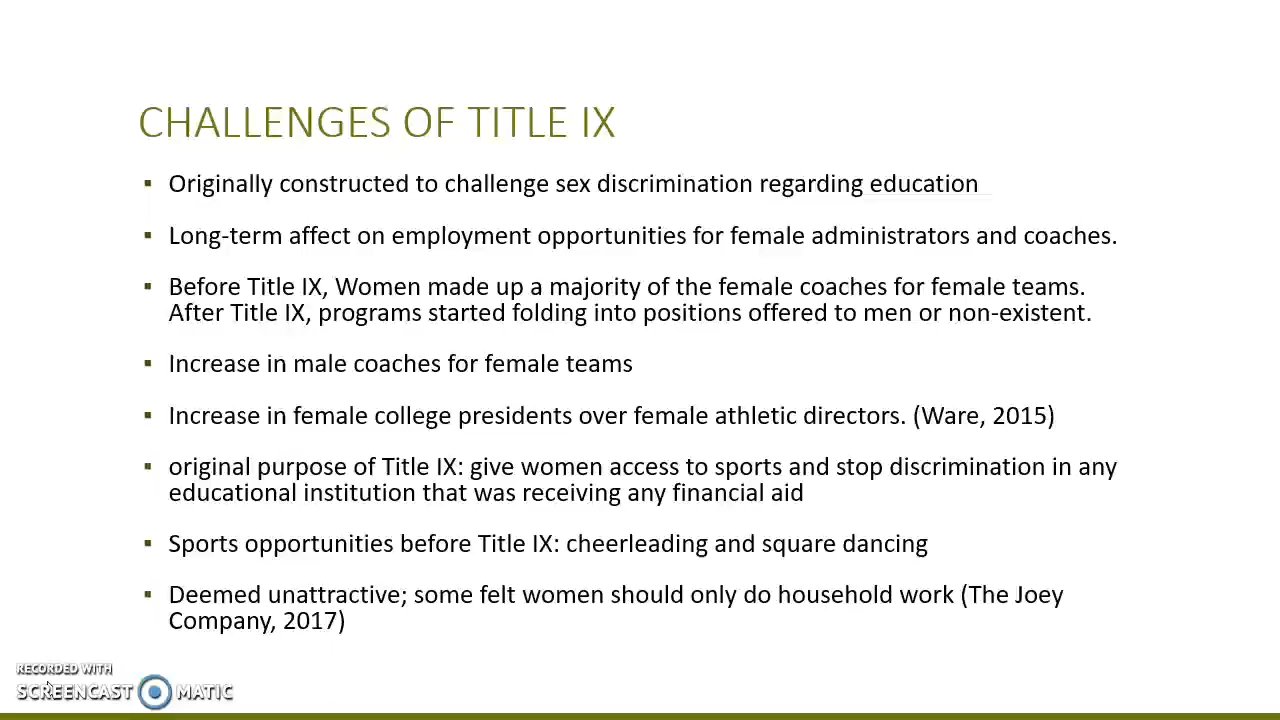 CHALLENGES OF TITLE IX
▪ Originally constructed to challenge sex discrimination regarding education
▪ Long-term affect on employment opportunities for female administrators and coaches.
▪ Before Title IX, Women made up a majority of the female coaches for female teams.
After Title IX, programs started folding into positions offered to men or non-existent.
▪ Increase in male coaches for female teams
▪ Increase in female college presidents over female athletic directors. (Ware, 2015)
▪ original purpose of Title IX: give women access to sports and stop discrimination in any
educational institution that was receiving any financial aid
▪ Sports opportunities before Title IX: cheerleading and square dancing
▪ Deemed unattractive; some felt women should only do household work (The Joey
Company, 2017)
RECORDED WITH
SCREENCAST MATIC